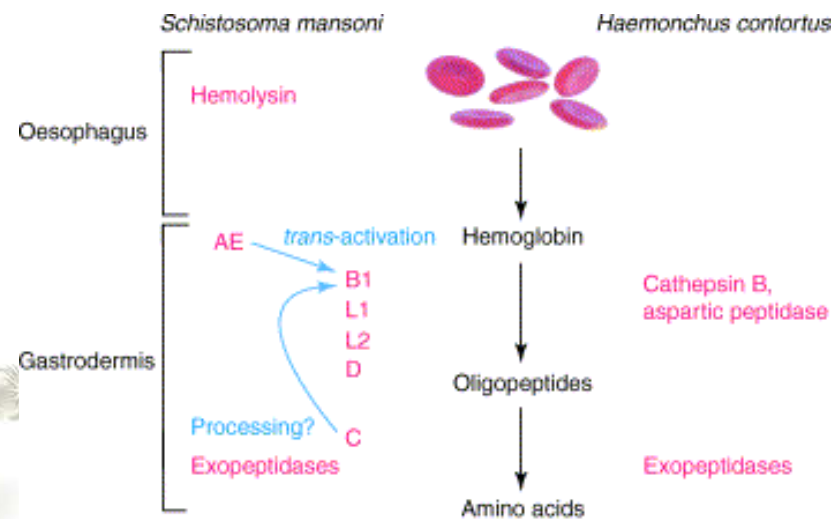 Schistosoma mansoni
Haemonchus contortus
Hemolysin
Oesophagus
AE
trans-activation
Hemoglobin
B1
L1
L2
D
Cathepsin B,
aspartic peptidase
Gastrodermis
Oligopeptides
Processing?
C
Exopeptidases
Exopeptidases
Amino acids